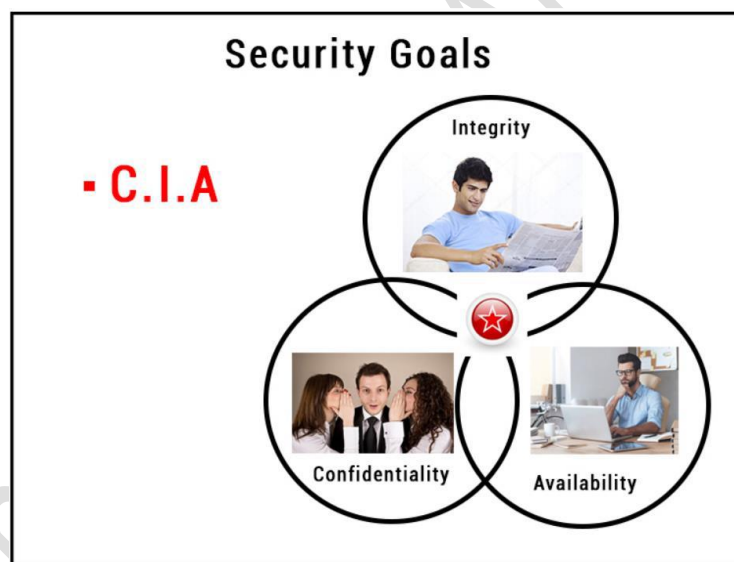 Security Goals
▪ C.I.A
Integrity
Confidentiality
Availability